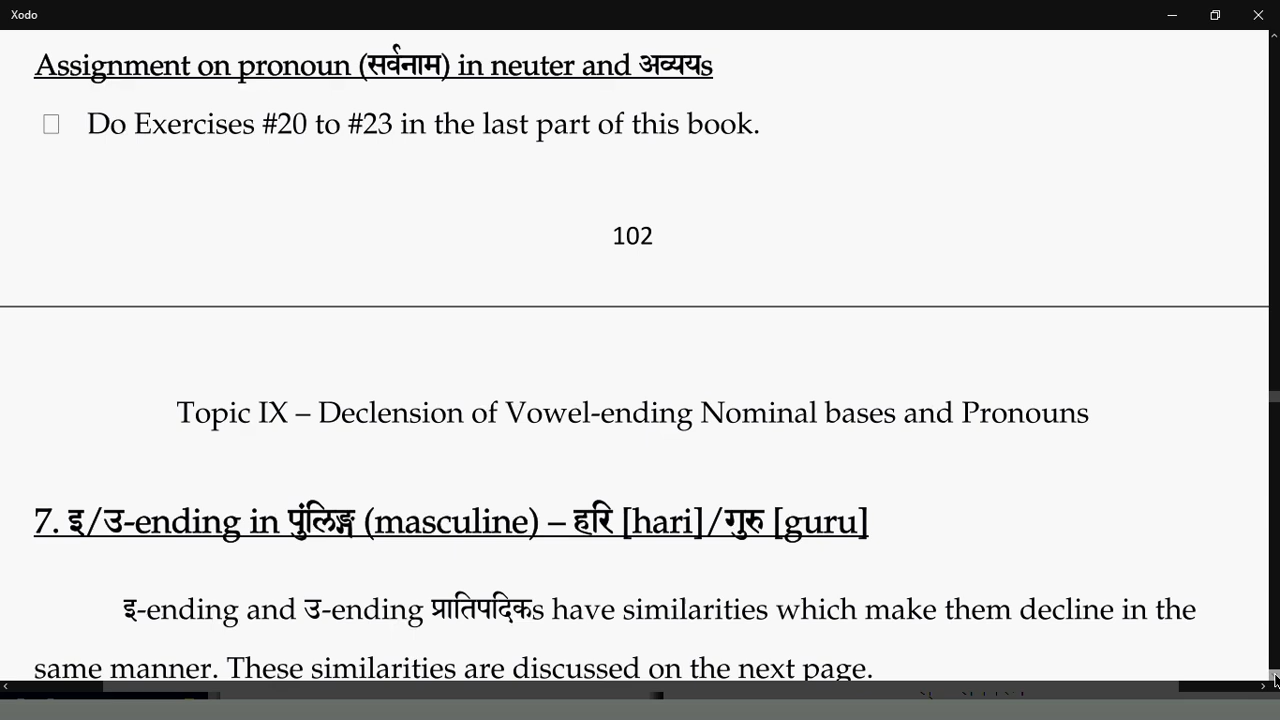 Xodo
Assignment on pronoun (सर्वनाम) in neuter and अव्ययs
Do Exercises #20 to #23 in the last part of this book.
102
Topic IX – Declension of Vowel-ending Nominal bases and Pronouns
7. इ/उ-ending in पुंलिङ्ग (masculine) – हरि [hari]/गुरु [guru]
इ-ending and उ-ending प्रातिपदिकs have similarities which make them decline in the
same manner. These similarities are discussed on the next page.